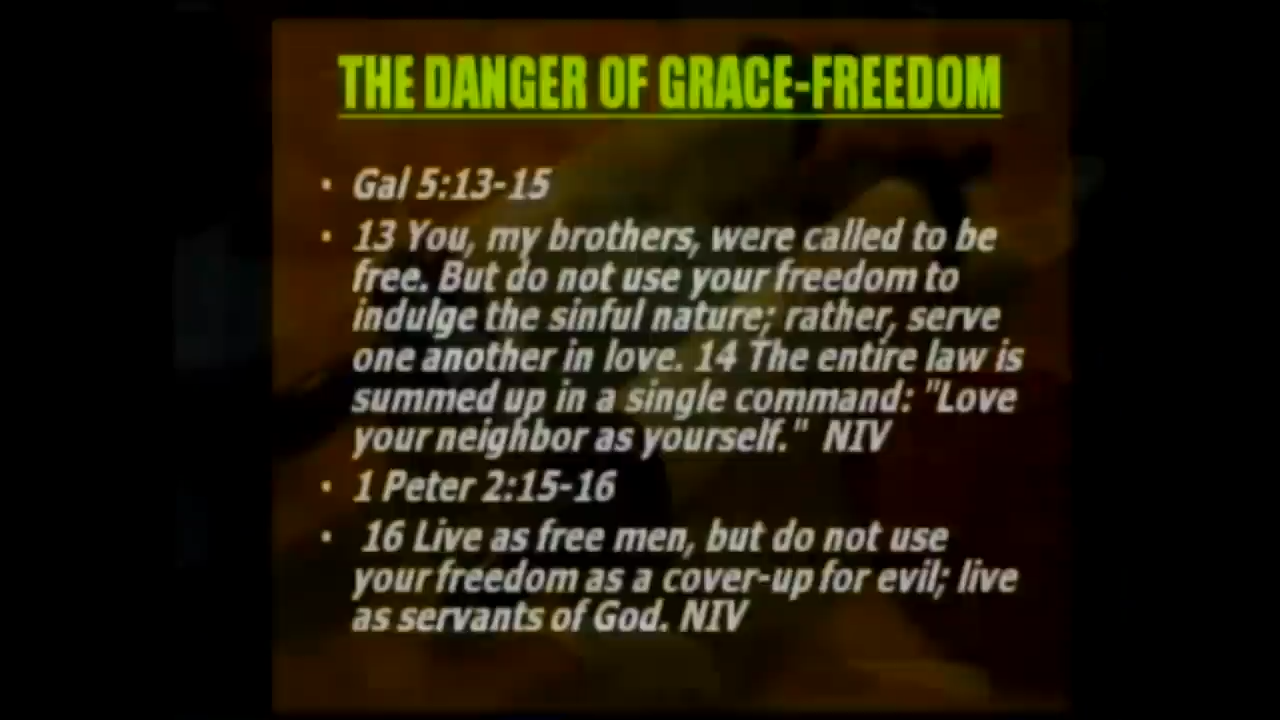 THE DANGER OF GRACE-FREEDOM
• Gal 5:13-15
• 13 You, my brothers, were called to be
free. But do not use your freedom to
indulge the sinful nature; rather, serve
one another in love. 14 The entire law is
summed up in a single command: "Love
your neighbor as yourself." NIV
• 1 Peter 2:15-16
• 16 Live as free men, but do not use
your freedom as a cover-up for evil; live
as servants of God. NIV